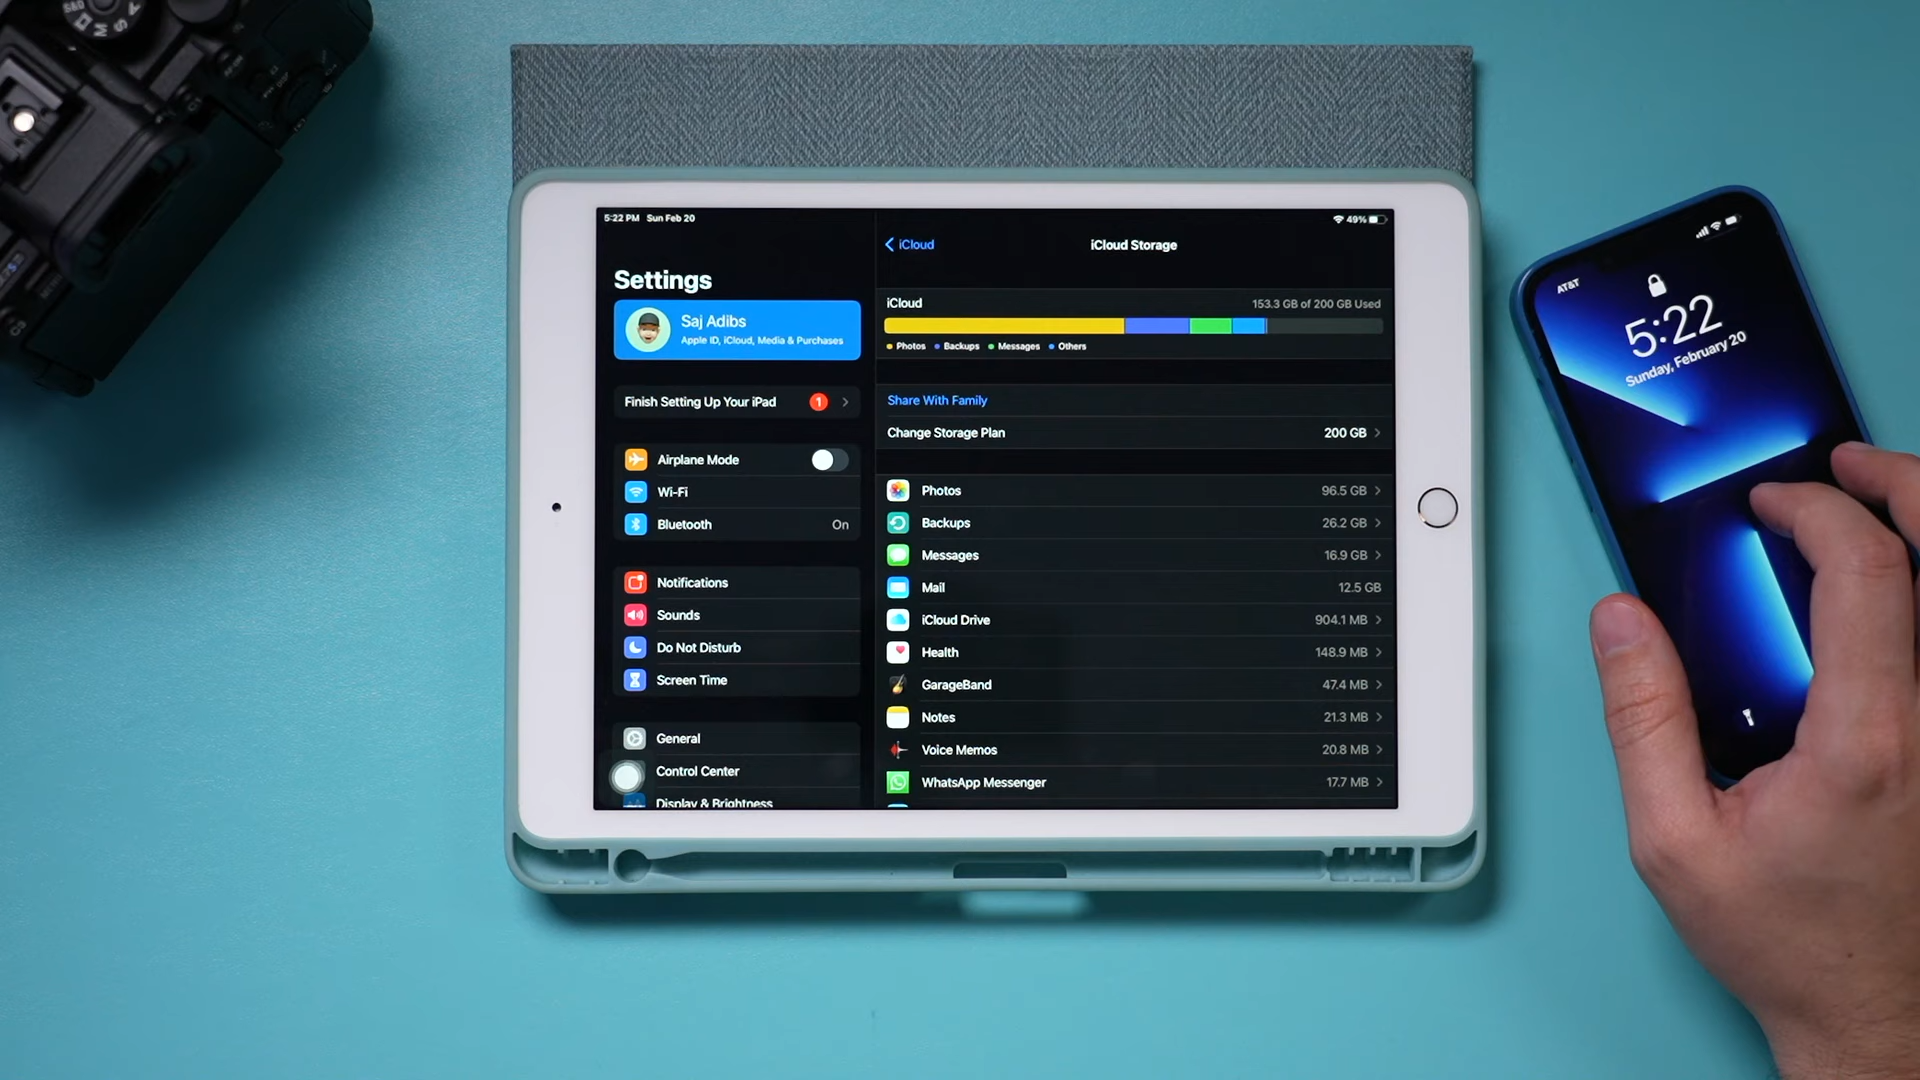 5:22 PM Sun Feb 20
49%
Settings
Saj Adibs
Apple ID, iCloud, Media & Purchases
Finish Setting Up Your iPad 1
Airplane Mode
Wi-Fi
Bluetooth On
Notifications
Sounds
Do Not Disturb
Screen Time
General
Control Center
Display & Brightness
iCloud
iCloud Storage
iCloud 153.3 GB of 200 GB Used
Photos Backups Messages Others
Share With Family
Change Storage Plan 200 GB
Photos 96.5 GB
Backups 26.2 GB
Messages 16.9 GB
Mail 12.5 GB
iCloud Drive 904.1 MB
Health 148.9 MB
GarageBand 47.4 MB
Notes 21.3 MB
Voice Memos 20.8 MB
WhatsApp Messenger 17.7 MB
AT&T
5:22
Sunday, February 20